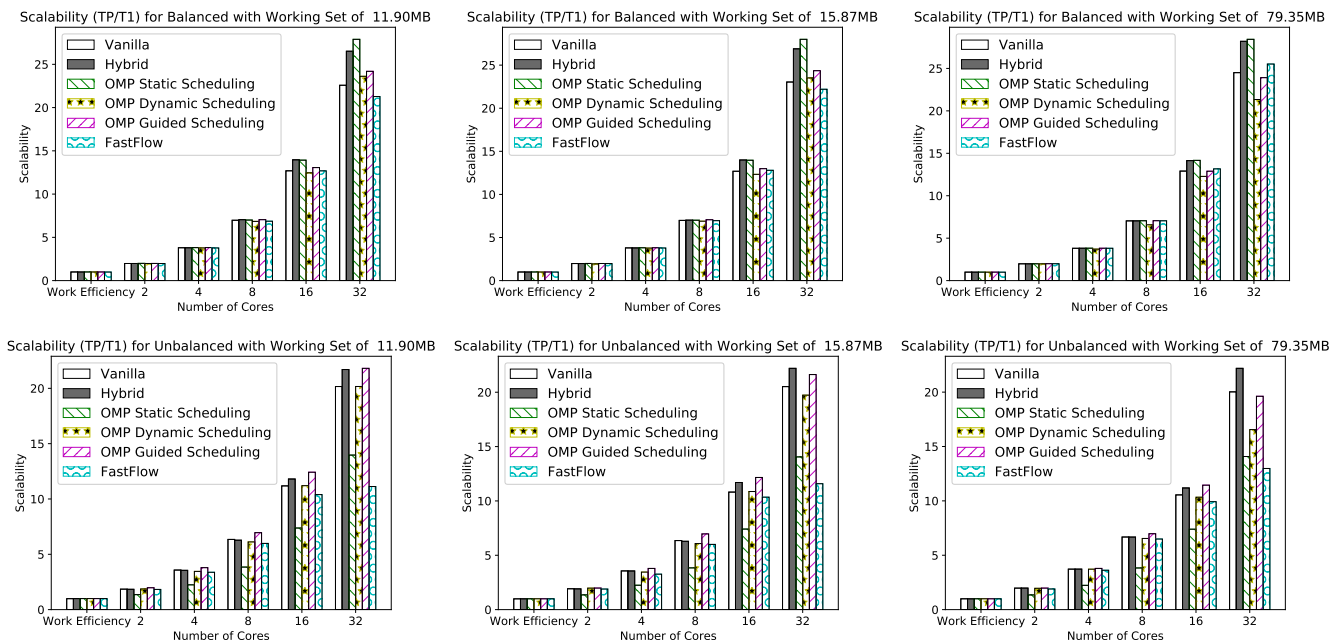 Scalability (TP/T1) for Balanced with Working Set of 11.90MB
Vanilla
Hybrid
OMP Static Scheduling
OMP Dynamic Scheduling
OMP Guided Scheduling
FastFlow
Scalability
25
20
15
10
5
0
Work Efficiency 2 4 8 16 32
Number of Cores
Scalability (TP/T1) for Balanced with Working Set of 15.87MB
Vanilla
Hybrid
OMP Static Scheduling
OMP Dynamic Scheduling
OMP Guided Scheduling
FastFlow
Scalability
25
20
15
10
5
0
Work Efficiency 2 4 8 16 32
Number of Cores
Scalability (TP/T1) for Balanced with Working Set of 79.35MB
Vanilla
Hybrid
OMP Static Scheduling
OMP Dynamic Scheduling
OMP Guided Scheduling
FastFlow
Scalability
25
20
15
10
5
0
Work Efficiency 2 4 8 16 32
Number of Cores
Scalability (TP/T1) for Unbalanced with Working Set of 11.90MB
Vanilla
Hybrid
OMP Static Scheduling
OMP Dynamic Scheduling
OMP Guided Scheduling
FastFlow
Scalability
20
15
10
5
0
Work Efficiency 2 4 8 16 32
Number of Cores
Scalability (TP/T1) for Unbalanced with Working Set of 15.87MB
Vanilla
Hybrid
OMP Static Scheduling
OMP Dynamic Scheduling
OMP Guided Scheduling
FastFlow
Scalability
20
15
10
5
0
Work Efficiency 2 4 8 16 32
Number of Cores
Scalability (TP/T1) for Unbalanced with Working Set of 79.35MB
Vanilla
Hybrid
OMP Static Scheduling
OMP Dynamic Scheduling
OMP Guided Scheduling
FastFlow
Scalability
20
15
10
5
0
Work Efficiency 2 4 8 16 32
Number of Cores